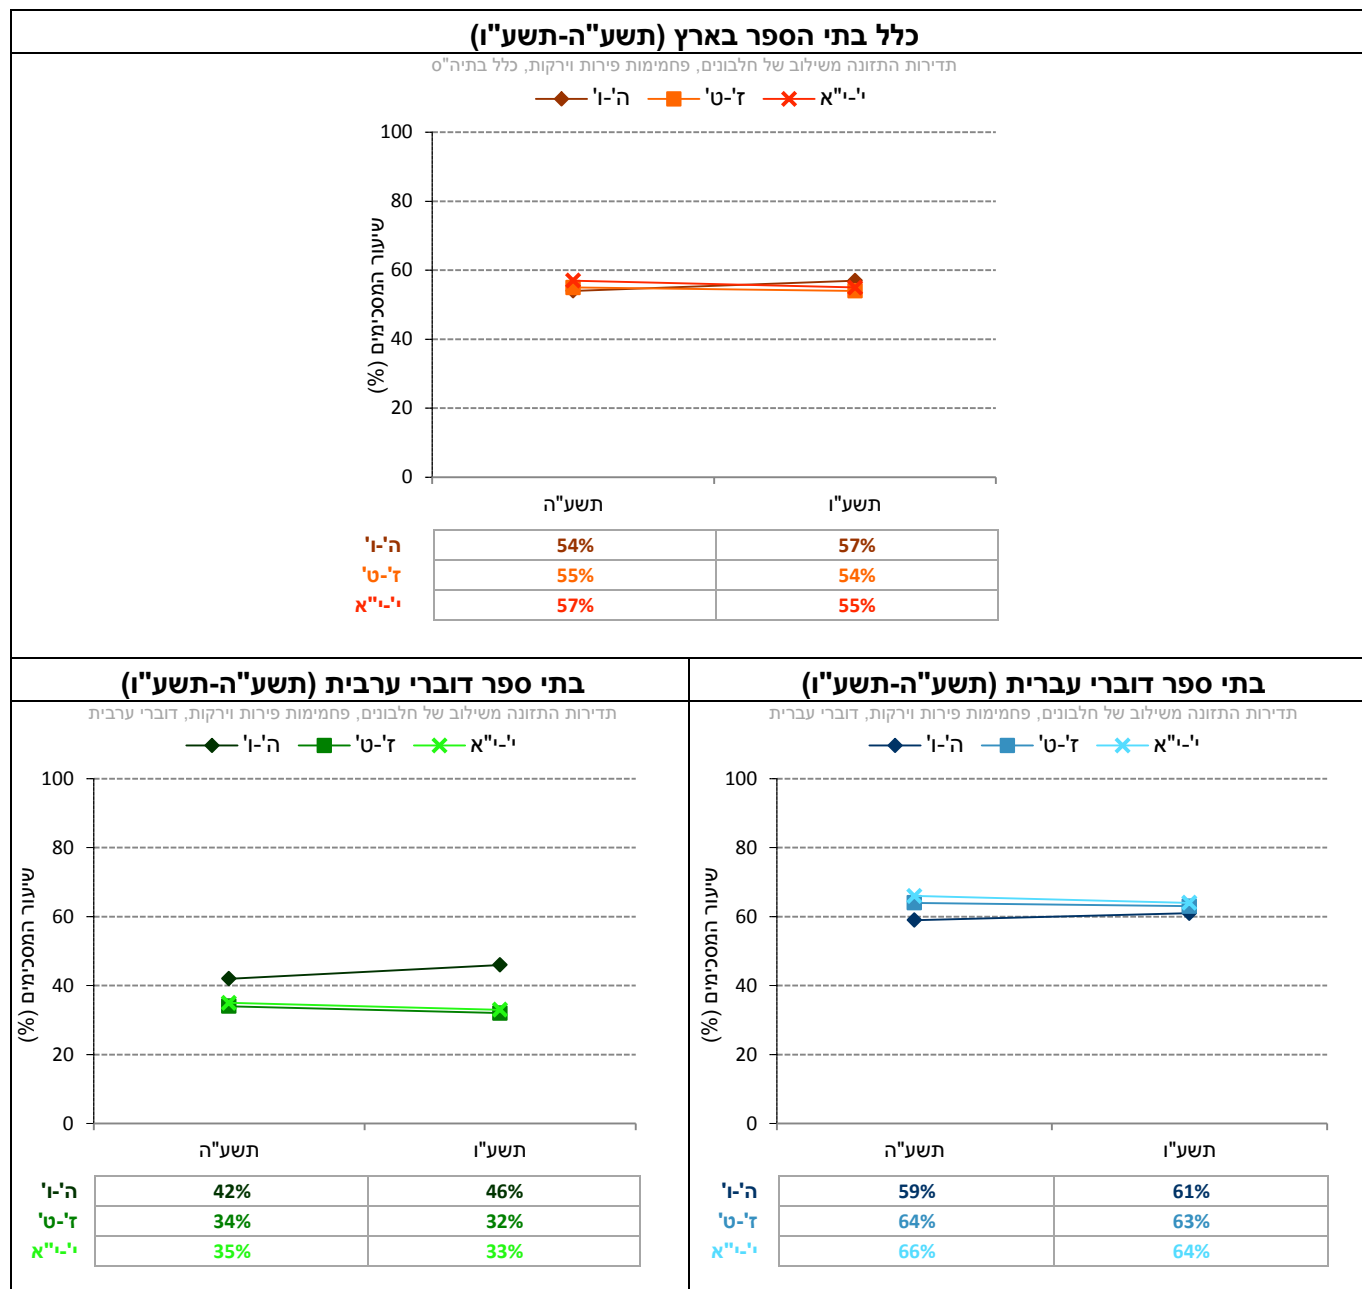 כלל בתי הספר בארץ (תשע"ה-תשע"ו)
תדירות התזונה משילוב של חלבונים, פחמימות פירות וירקות, כלל בתיה"ס
ה'-ו' ז'-ט' י'-י"א
שיעור המסכימים (%)
100
80
60
40
20
0
תשע"ה תשע"ו
ה'-ו' 54% 57%
ז'-ט' 55% 54%
י'-י"א 57% 55%
בתי ספר דוברי עברית (תשע"ה-תשע"ו)
תדירות התזונה משילוב של חלבונים, פחמימות פירות וירקות, דוברי עברית
ה'-ו' ז'-ט' י'-י"א
שיעור המסכימים (%)
100
80
60
40
20
0
תשע"ה תשע"ו
ה'-ו' 59% 61%
ז'-ט' 64% 63%
י'-י"א 66% 64%
בתי ספר דוברי ערבית (תשע"ה-תשע"ו)
תדירות התזונה משילוב של חלבונים, פחמימות פירות וירקות, דוברי ערבית
ה'-ו' ז'-ט' י'-י"א
שיעור המסכימים (%)
100
80
60
40
20
0
תשע"ה תשע"ו
ה'-ו' 42% 46%
ז'-ט' 34% 32%
י'-י"א 35% 33%